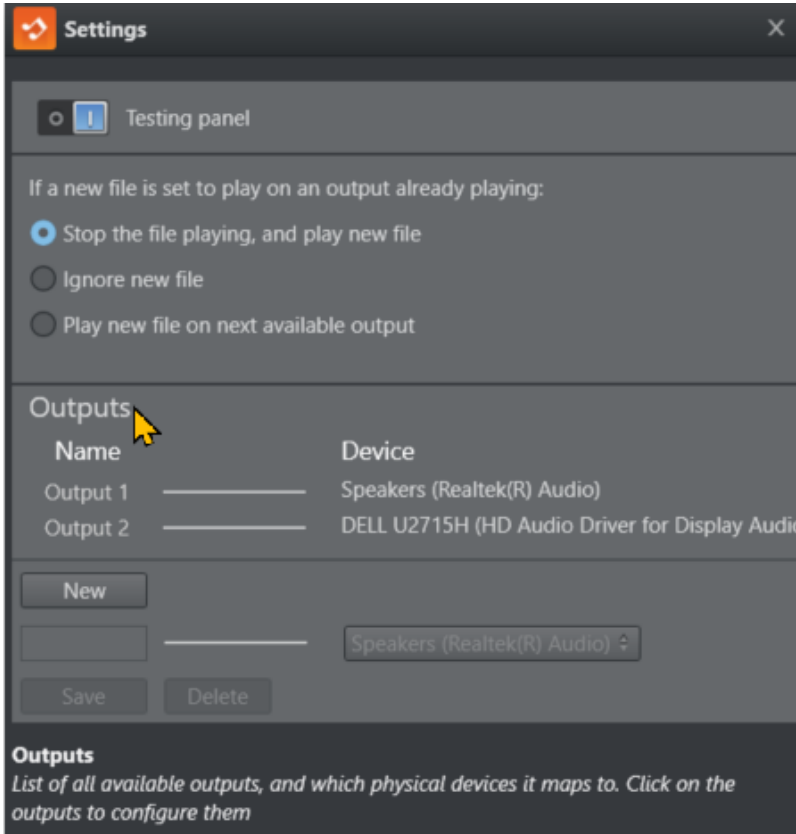 Settings
Testing panel
If a new file is set to play on an output already playing:
Stop the file playing, and play new file
Ignore new file
Play new file on next available output
Outputs
Name Device
Output 1 Speakers (Realtek(R) Audio)
Output 2 DELL U2715H (HD Audio Driver for Display Audio
New
Speakers (Realtek(R) Audio)
Save Delete
Outputs
List of all available outputs, and which physical devices it maps to. Click on the
outputs to configure them